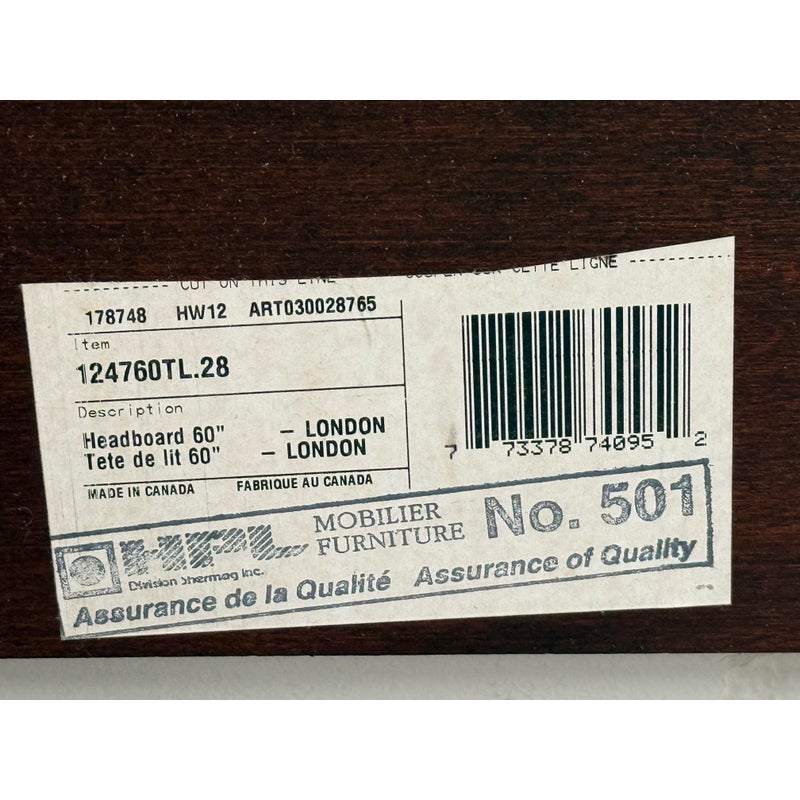 CUT ON THIS LINE COUPER SUR CETTE LIGNE
178748 HW12 ART030028765
Item
124760TL.28
Description
Headboard 60" - LONDON
Tete de lit 60" - LONDON
MADE IN CANADA FABRIQUE AU CANADA
7 73378 74095 2
HPL MOBILIER FURNITURE No. 501
Division Shermag Inc.
Assurance de la Qualité Assurance of Quality